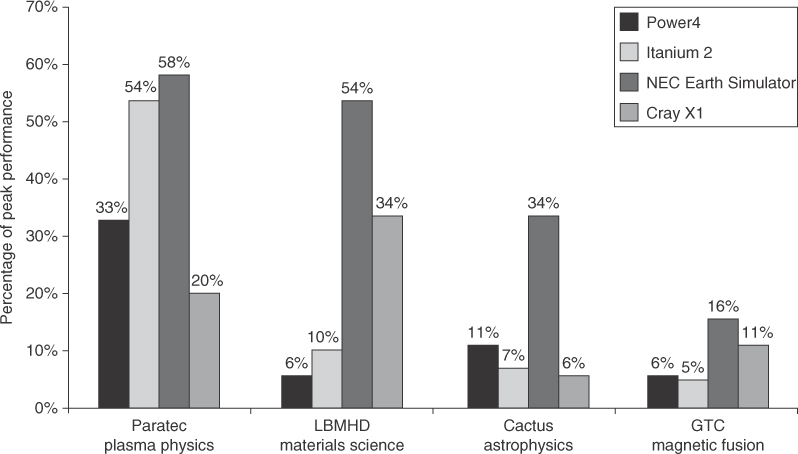 70%
60%
50%
40%
30%
20%
10%
0%
Percentage of peak performance
Power4
Itanium 2
NEC Earth Simulator
Cray X1
33%
54%
58%
20%
6%
10%
54%
34%
11%
7%
34%
6%
6%
5%
16%
11%
Paratec
plasma physics
LBMHD
materials science
Cactus
astrophysics
GTC
magnetic fusion